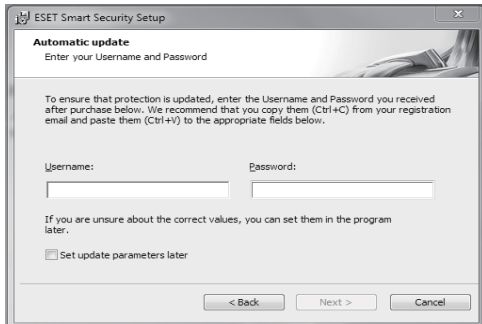 ESET Smart Security Setup
Automatic update
Enter your Username and Password
To ensure that protection is updated, enter the Username and Password you received
after purchase below. We recommend that you copy them (Ctrl+C) from your registration
email and paste them (Ctrl+V) to the appropriate fields below.
Username: Password:
If you are unsure about the correct values, you can set them in the program
later.
Set update parameters later
< Back Next > Cancel